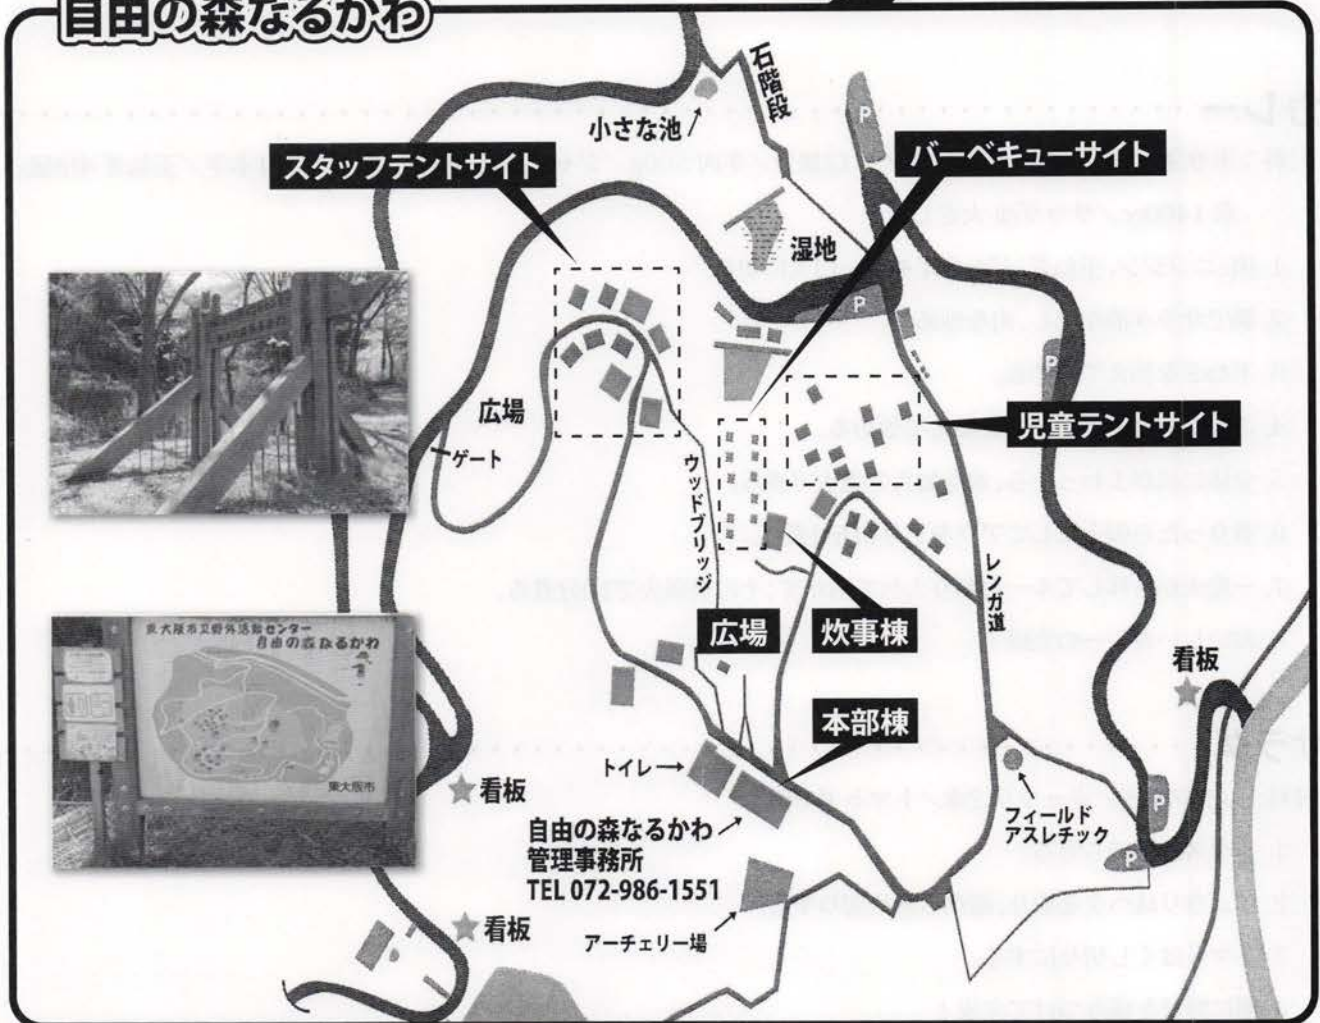 自由の森なるかわ
石階段
小さな池
P
スタッフテントサイト
バーベキューサイト
湿地
P
P
P
広場
児童テントサイト
ゲート
ウッドブリッジ
レンガ道
東大阪市立野外活動センター
自由の森なるかわ
東大阪市
広場
炊事棟
看板
本部棟
トイレ→
看板
フィールド
アスレチック
P
P
自由の森なるかわ
管理事務所
TEL 072-986-1551
看板
アーチェリー場